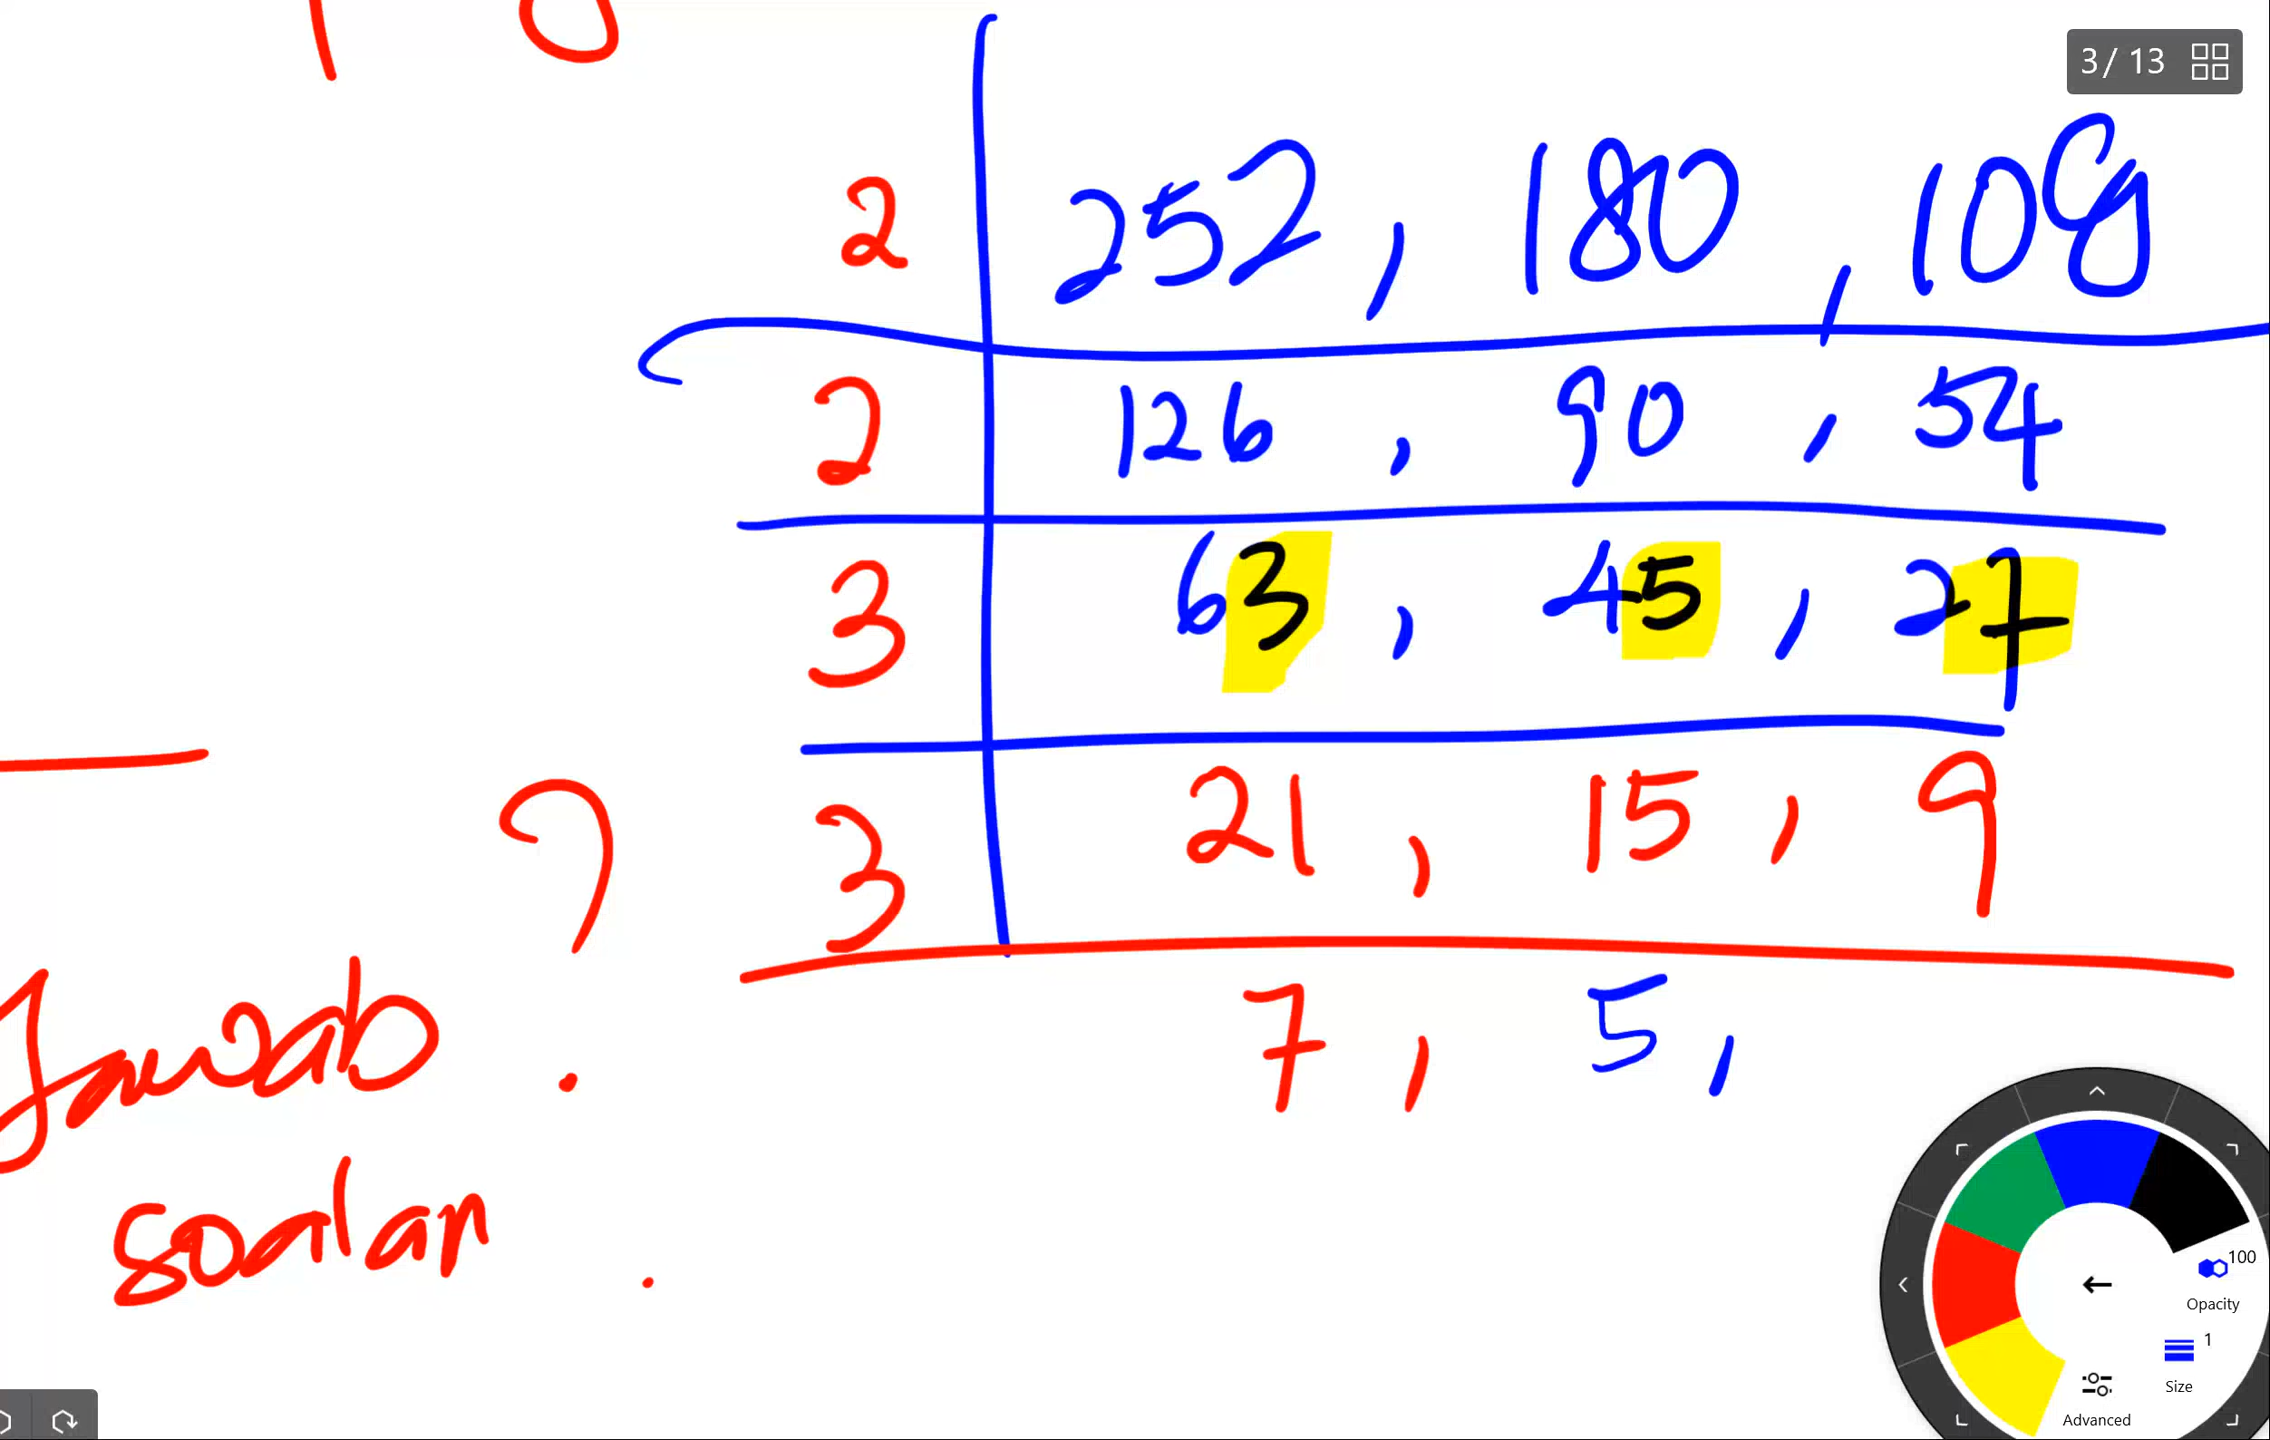 3/ 13
2 252, 180, 108
2 126, 90, 54
3 63, 45, 27
3 21, 15, 9
?
7, 5,
Jawab
soalan.
100
Opacity
1
Size
Advanced